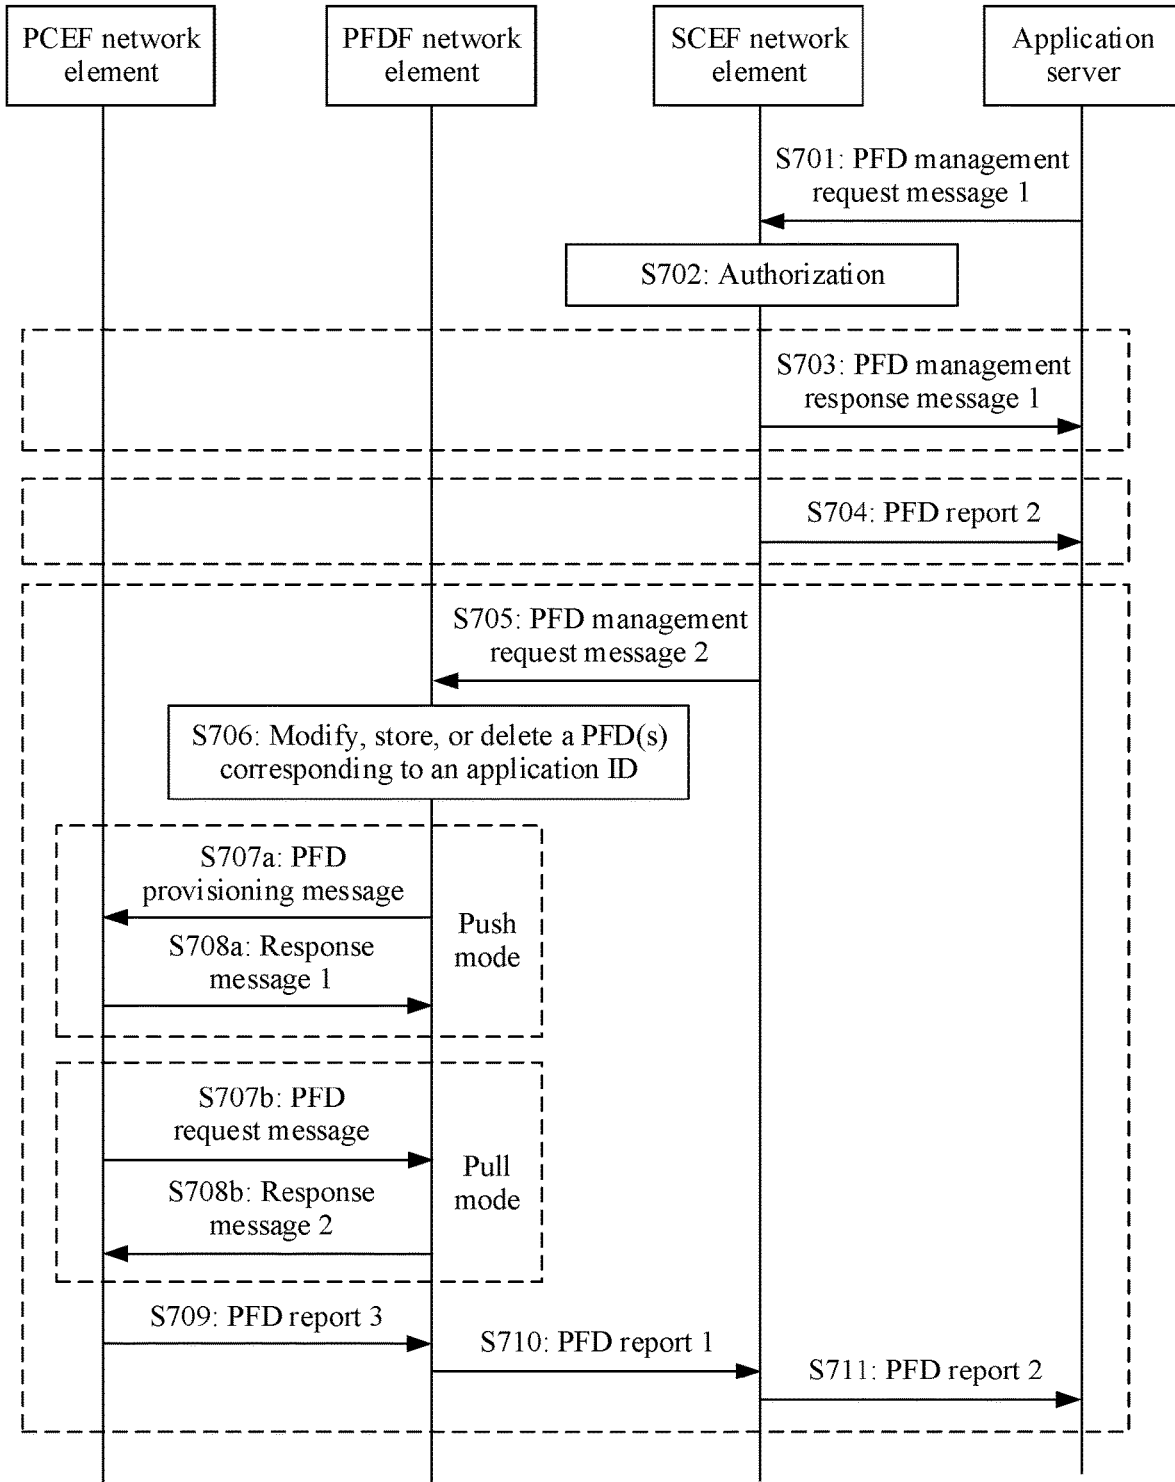 PCEF network
element
PFDF network
element
SCEF network
element
Application
server
S701: PFD management
request message 1
S702: Authorization
S703: PFD management
response message 1
S704: PFD report 2
S705: PFD management
request message 2
S706: Modify, store, or delete a PFD(s)
corresponding to an application ID
S707a: PFD
provisioning message
S708a: Response
message 1
Push
mode
S707b: PFD
request message
S708b: Response
message 2
Pull
mode
S709: PFD report 3
S710: PFD report 1
S711: PFD report 2